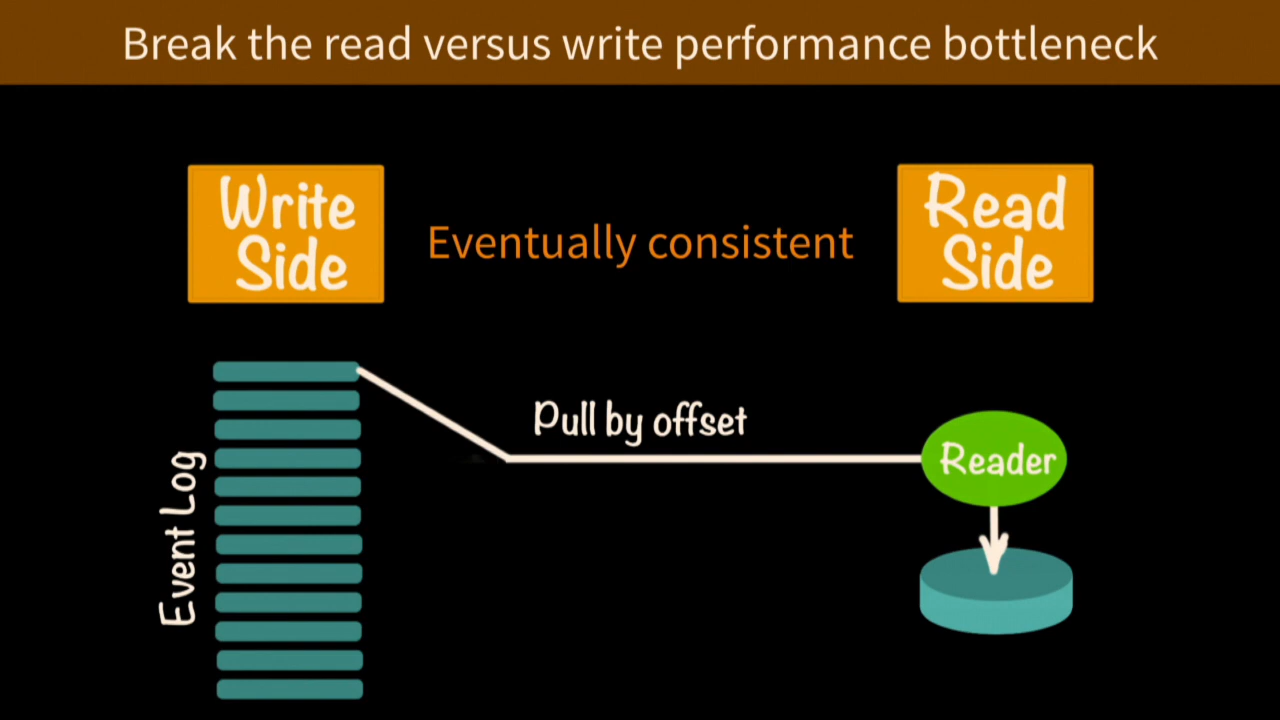 Break the read versus write performance bottleneck
Write
Side
Eventually consistent
Read
Side
Pull by offset
Reader
Event Log